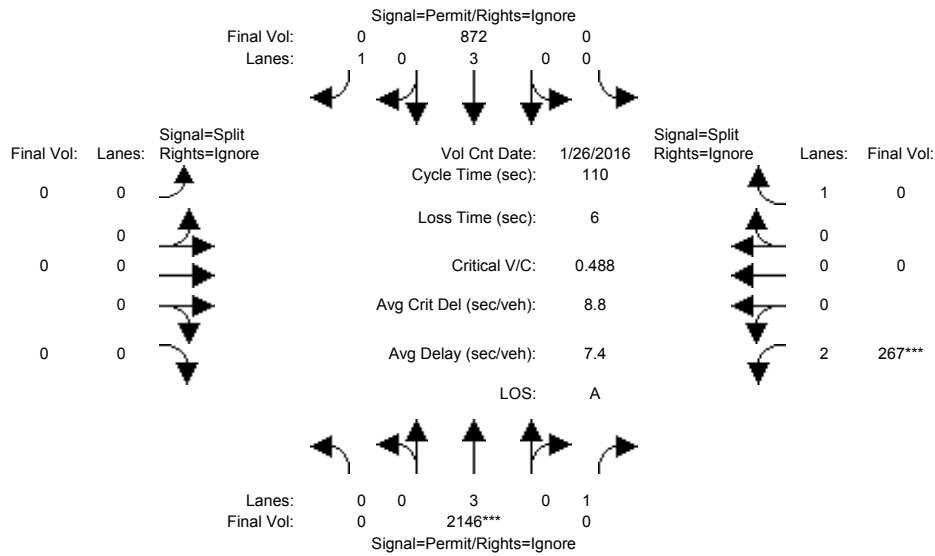 Signal=Permit/Rights=Ignore
Final Vol: 0 872 0
Lanes: 1 0 3 0 0
Signal=Split Signal=Split
Final Vol: Lanes: Rights=Ignore Vol Cnt Date: 1/26/2016 Rights=Ignore Lanes: Final Vol:
Cycle Time (sec): 110
0 0 1 0
Loss Time (sec): 6
0 0
0 0 Critical V/C: 0.488 0 0
0 Avg Crit Del (sec/veh): 8.8 0
0 0 Avg Delay (sec/veh): 7.4 2 267***
LOS: A
Lanes: 0 0 3 0 1
Final Vol: 0 2146*** 0
Signal=Permit/Rights=Ignore